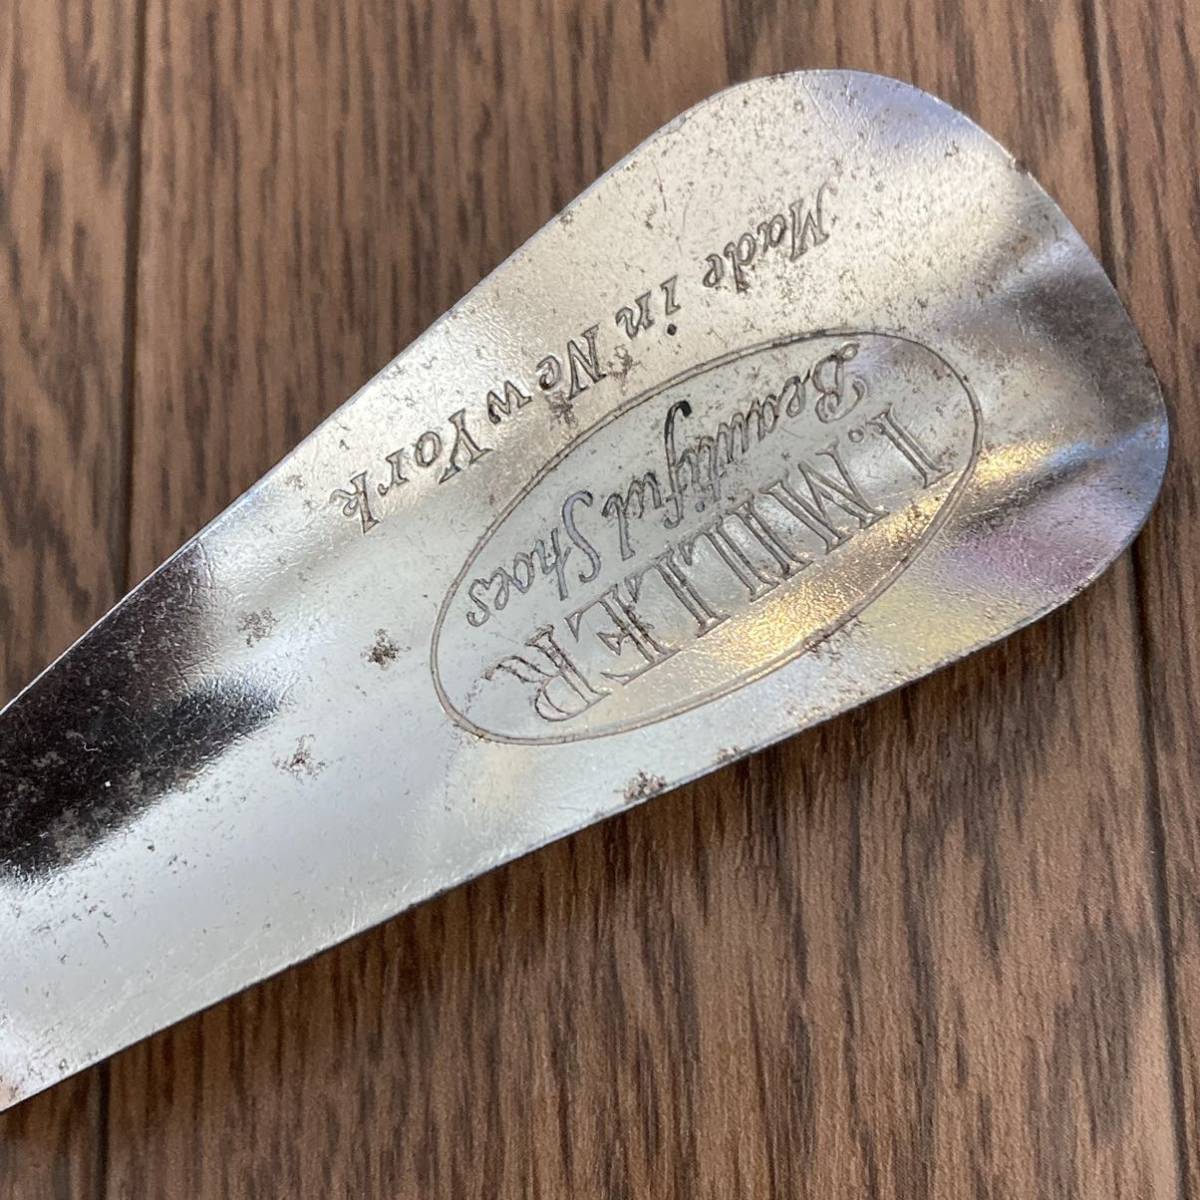 I. MILLER
Beautiful Shoes
Made in New York